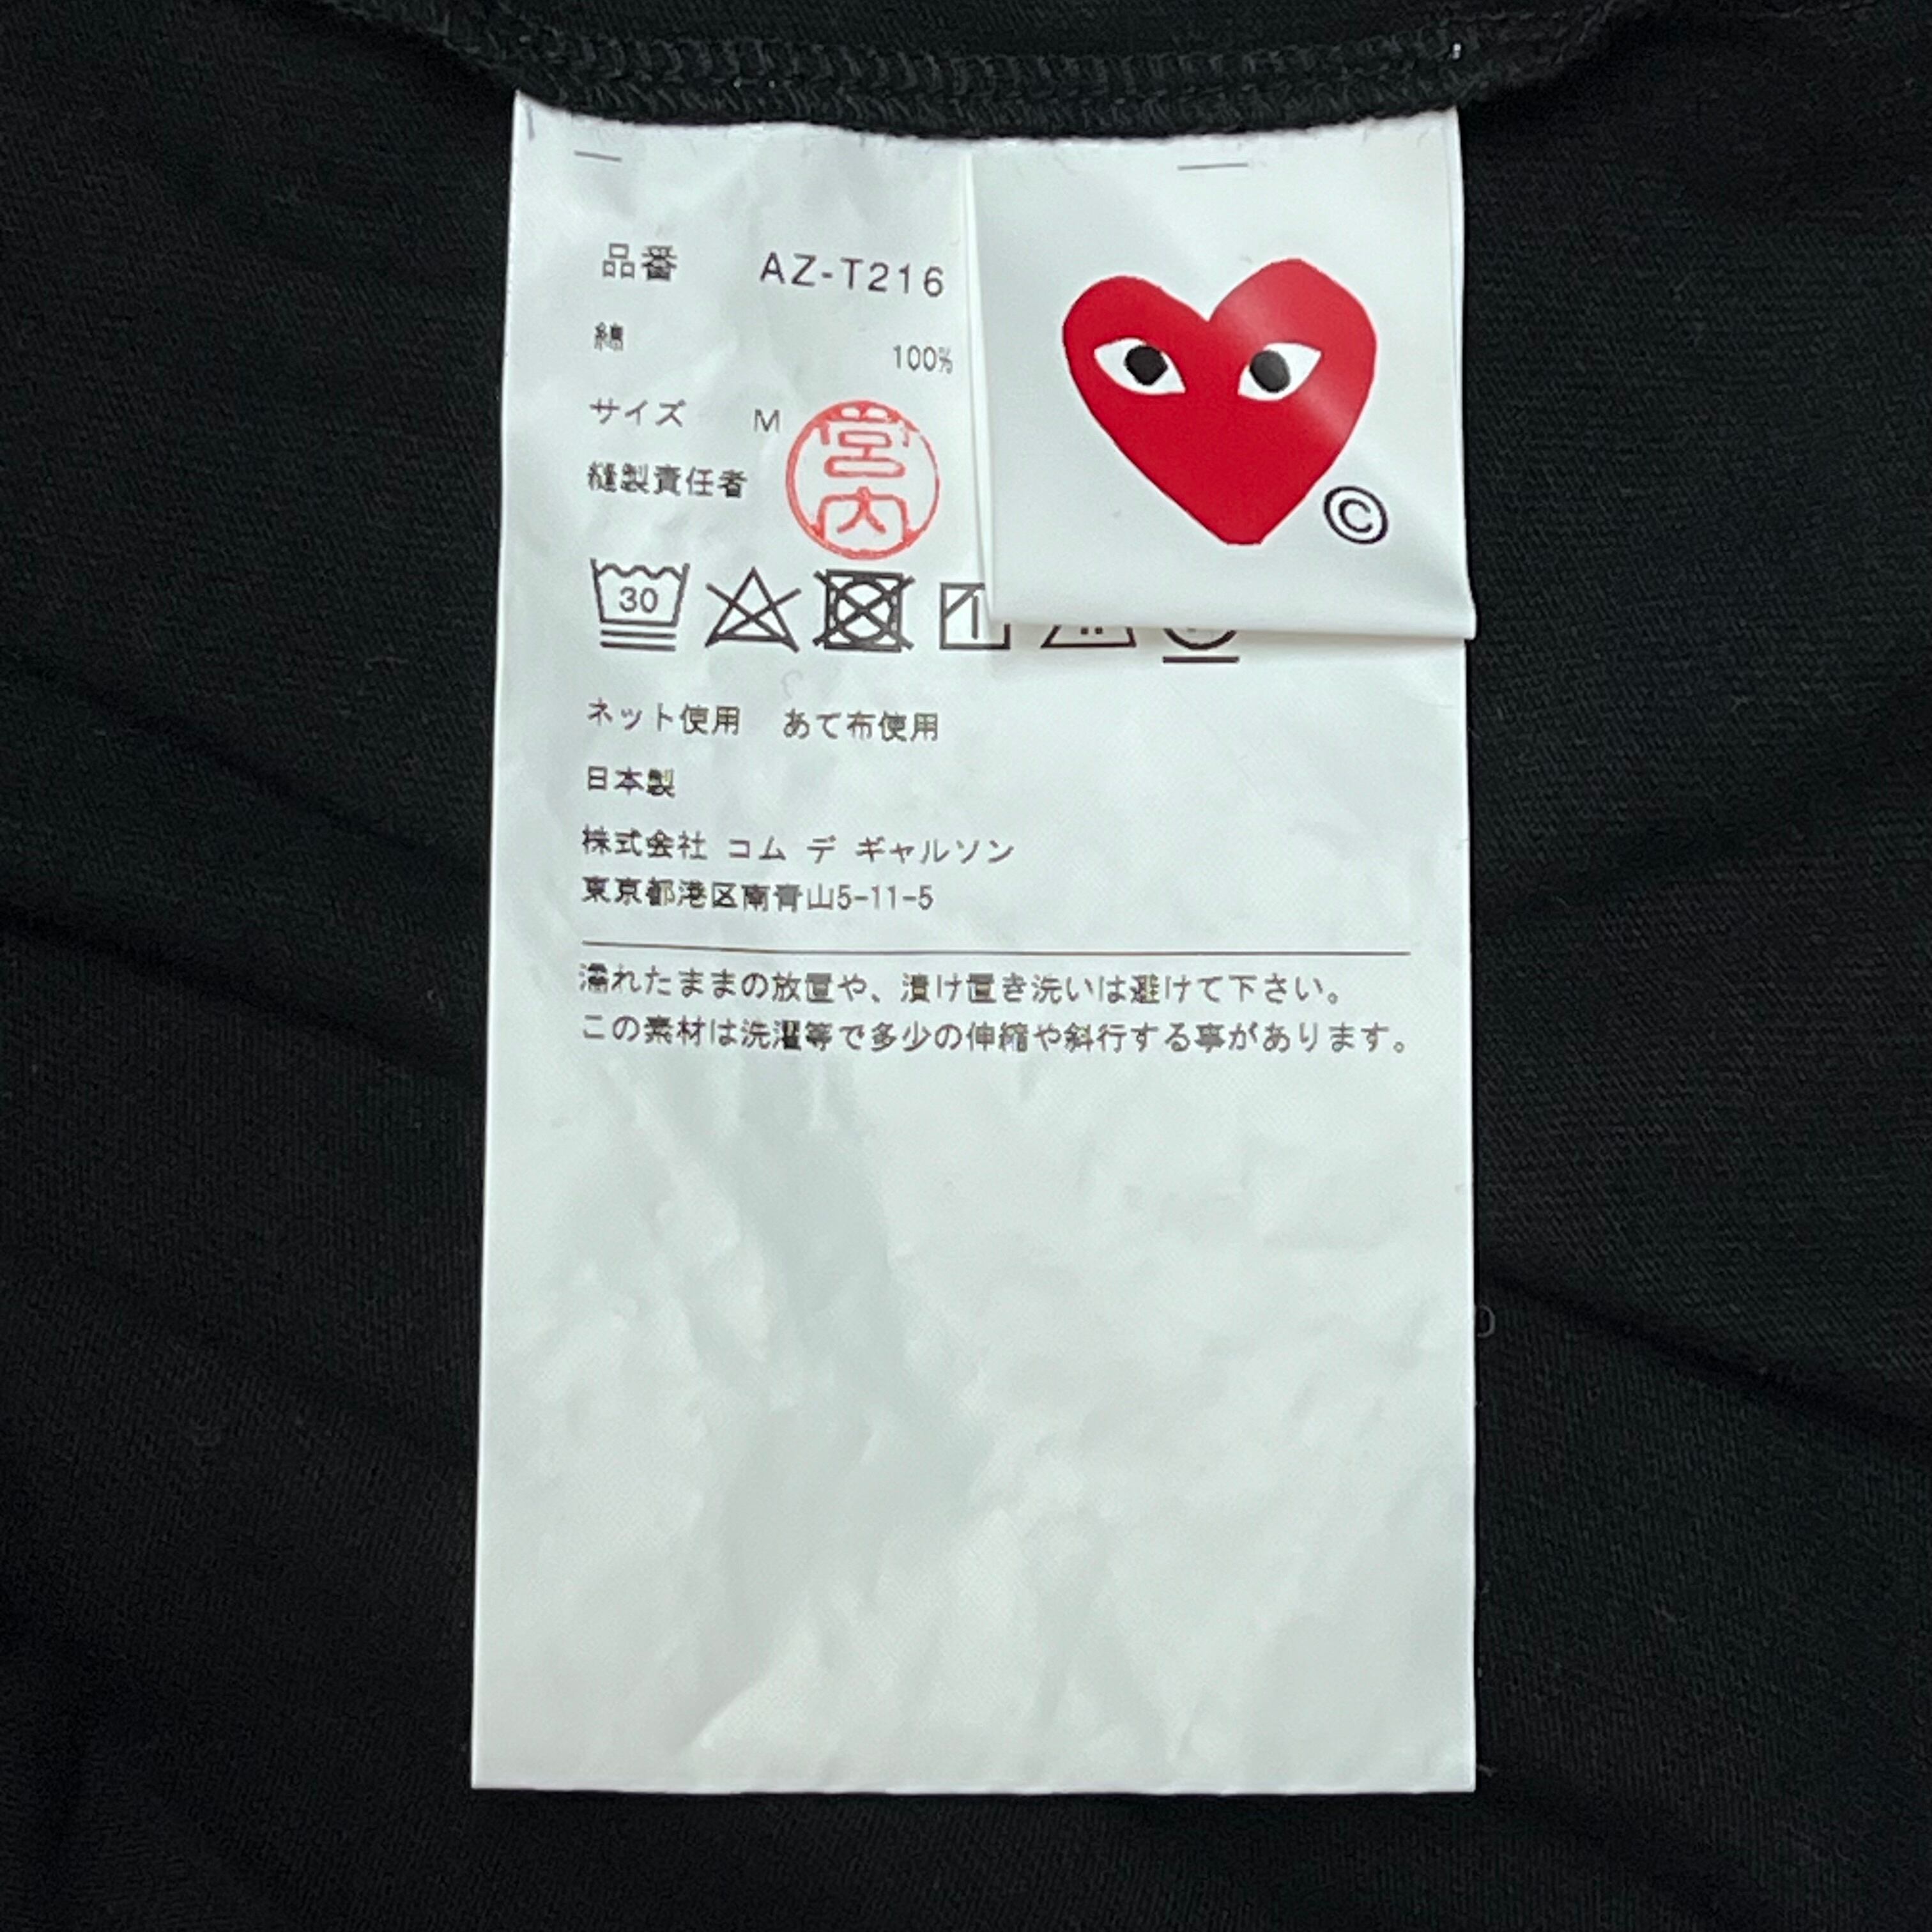 品番 AZ-T216
綿 100%
サイズ M
縫製責任者 宮内
30
ネット使用 あて布使用
日本製
株式会社 コム デ ギャルソン
東京都港区南青山5-11-5
濡れたままの放置や、漬け置き洗いは避けて下さい。
この素材は洗濯等で多少の伸縮や斜行する事があります。
©